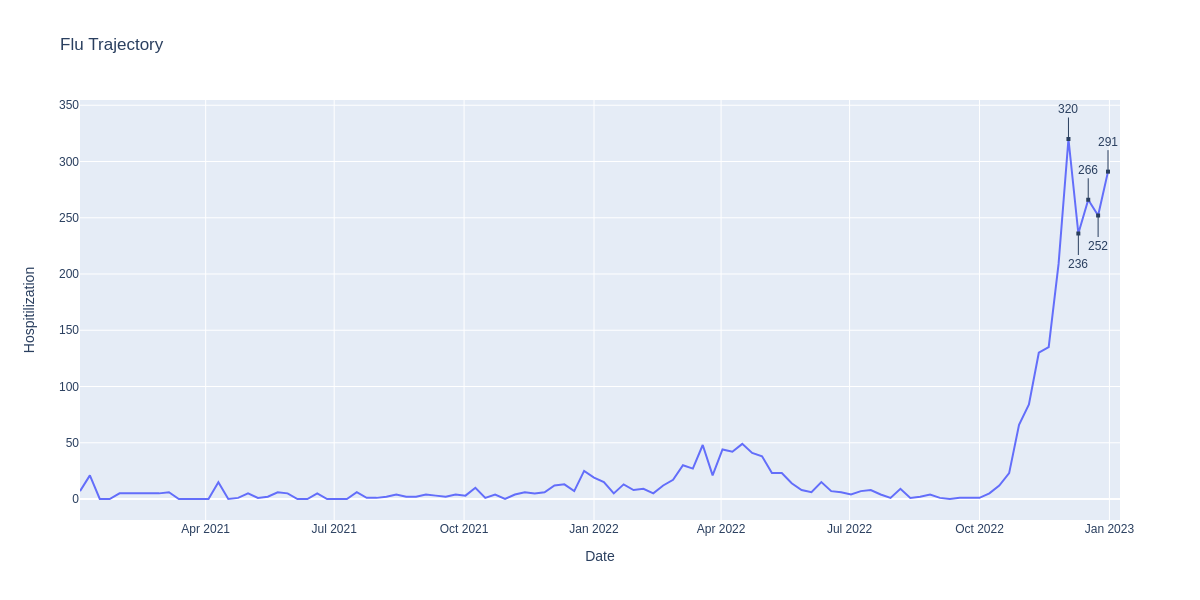 Flu Trajectory
350
300
250
200
150
100
50
0
Hospitilization
320
291
266
252
236
Apr 2021
Jul 2021
Oct 2021
Jan 2022
Apr 2022
Jul 2022
Oct 2022
Jan 2023
Date